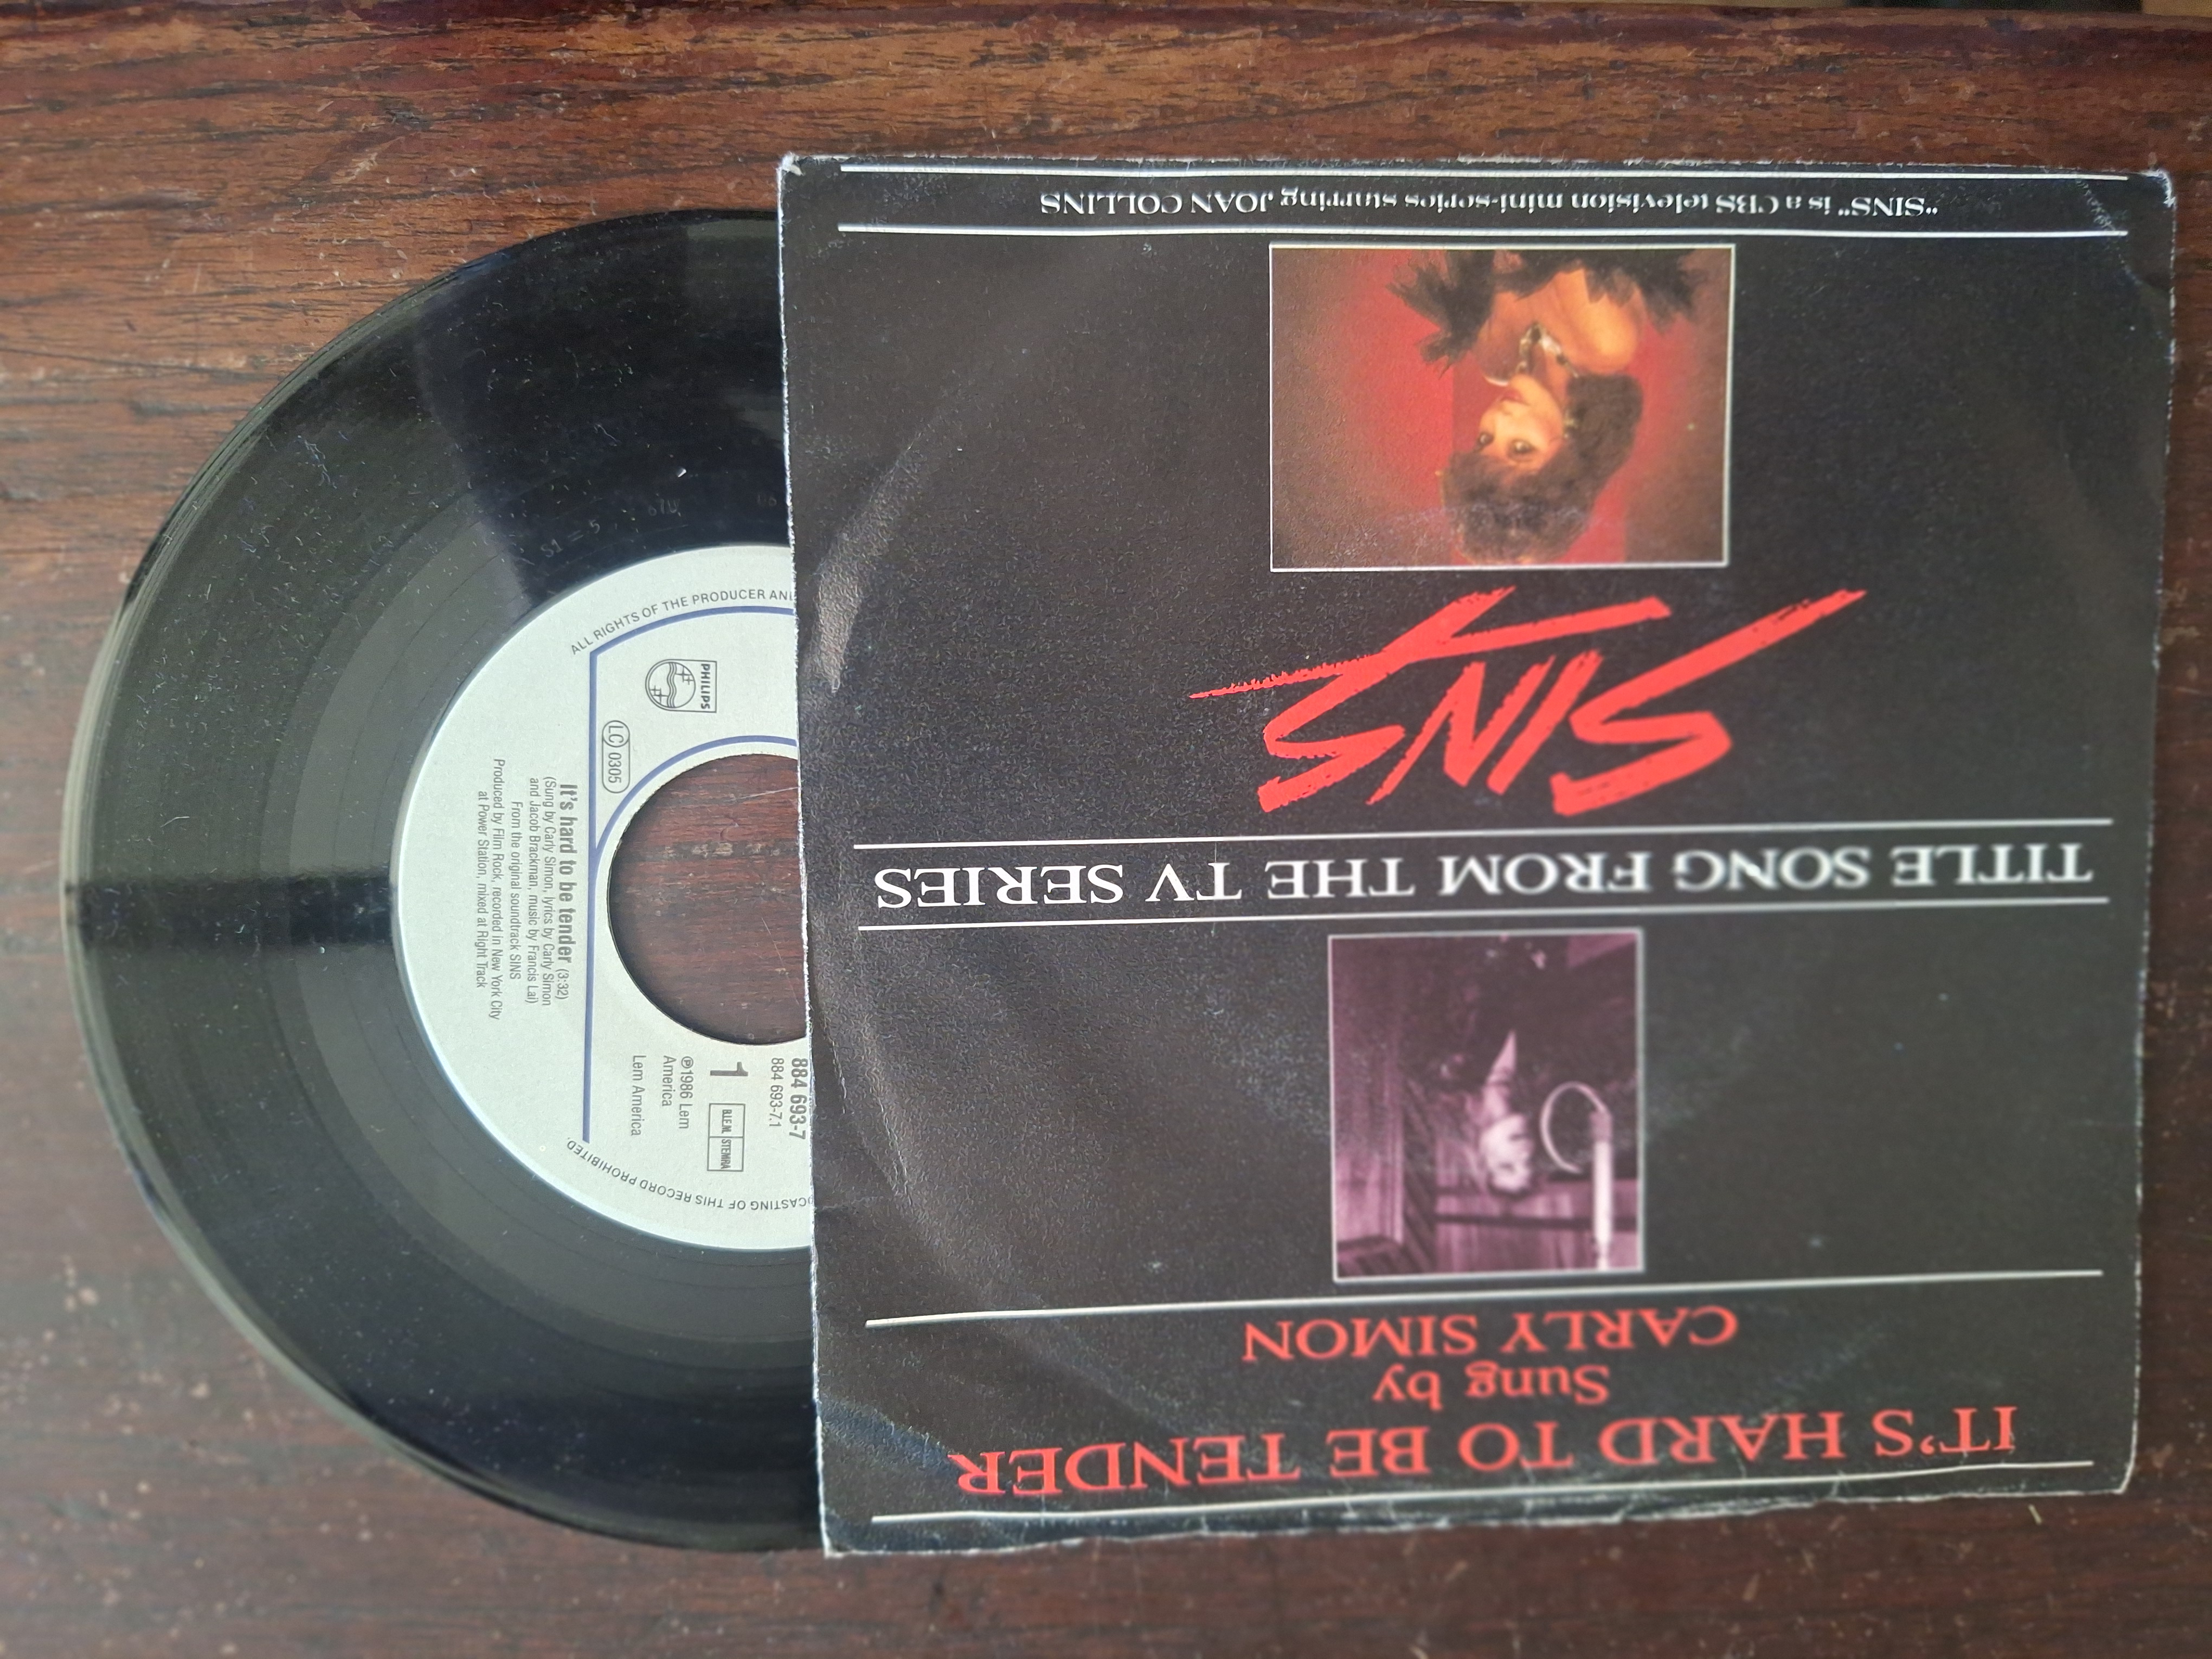 IT'S HARD TO BE TENDER
Sung by
CARLY SIMON
TITLE SONG FROM THE TV SERIES
SINS
"SINS" is a CBS television mini-series starring JOAN COLLINS
ALL RIGHTS OF THE PRODUCER AND
CASTING OF THIS RECORD PROHIBITED.
PHILIPS
LC 0305
884 693-7
884 693-7.1
1
B.I.E.M. STEMRA
℗1986 Lem
America
Lem America
It's hard to be tender (3:32)
(Sung by Carly Simon, lyrics by Carly Simon
and Jacob Brackman, music by Francis Lai)
From the original soundtrack SINS
Produced by Film Rock, recorded in New York City
at Power Station, mixed at Right Track
S1 = 5
670